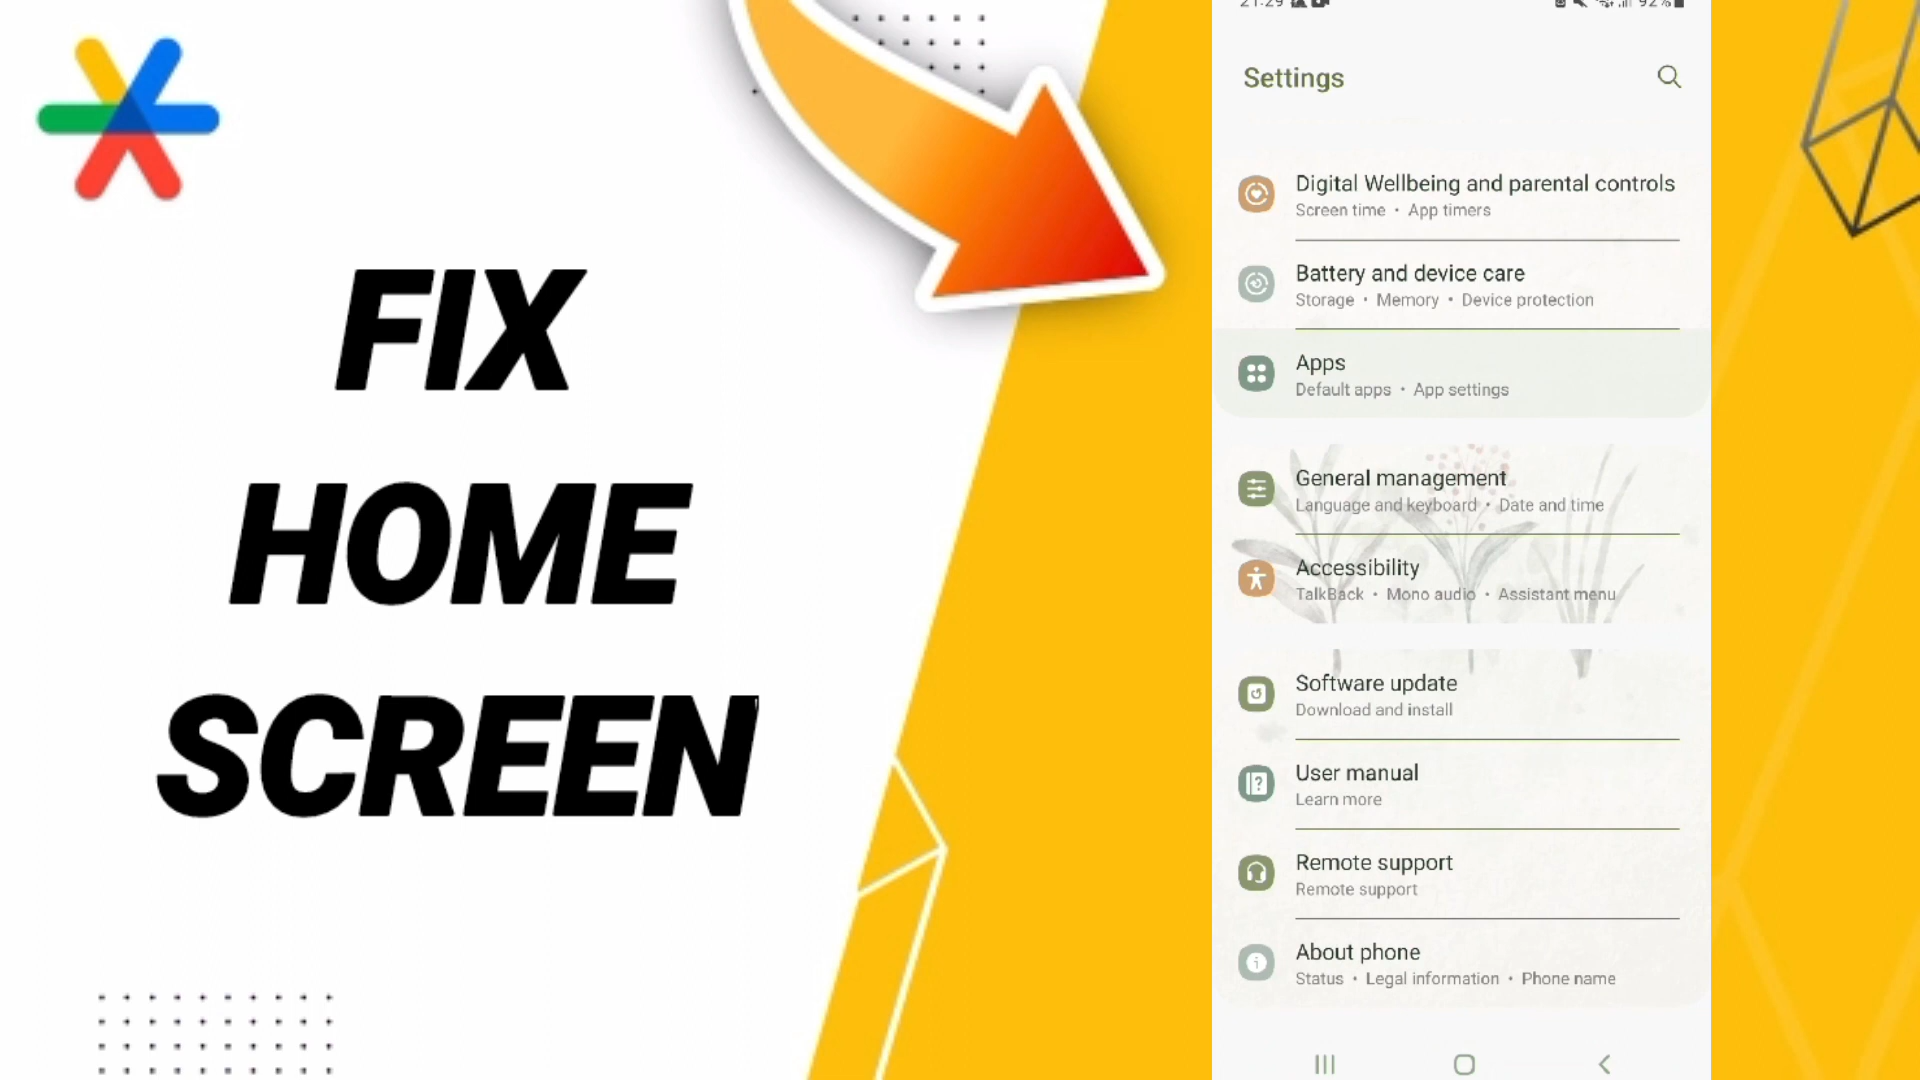 FIX
HOME
SCREEN
21:29
92%
Settings
Digital Wellbeing and parental controls
Screen time • App timers
Battery and device care
Storage • Memory • Device protection
Apps
Default apps • App settings
General management
Language and keyboard • Date and time
Accessibility
TalkBack • Mono audio • Assistant menu
Software update
Download and install
User manual
Learn more
Remote support
Remote support
About phone
Status • Legal information • Phone name